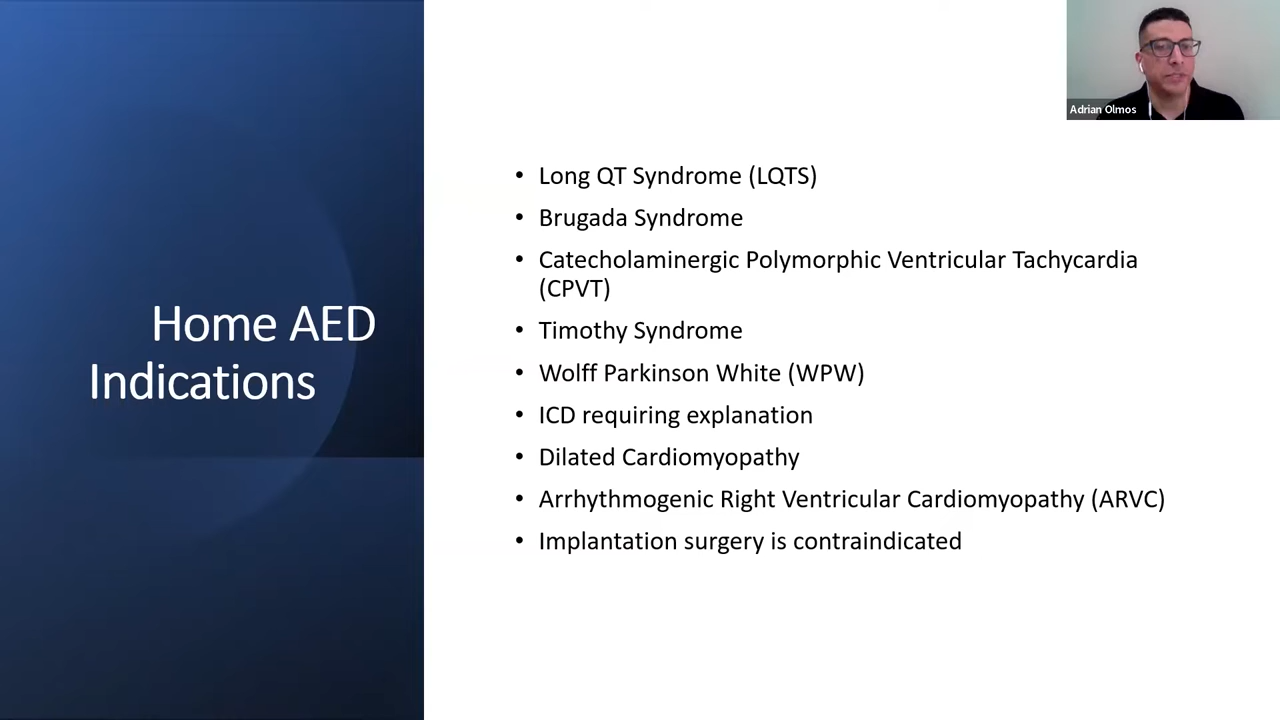 Home AED
Indications
• Long QT Syndrome (LQTS)
• Brugada Syndrome
• Catecholaminergic Polymorphic Ventricular Tachycardia
(CPVT)
• Timothy Syndrome
• Wolff Parkinson White (WPW)
• ICD requiring explanation
• Dilated Cardiomyopathy
• Arrhythmogenic Right Ventricular Cardiomyopathy (ARVC)
• Implantation surgery is contraindicated
Adrian Olmos